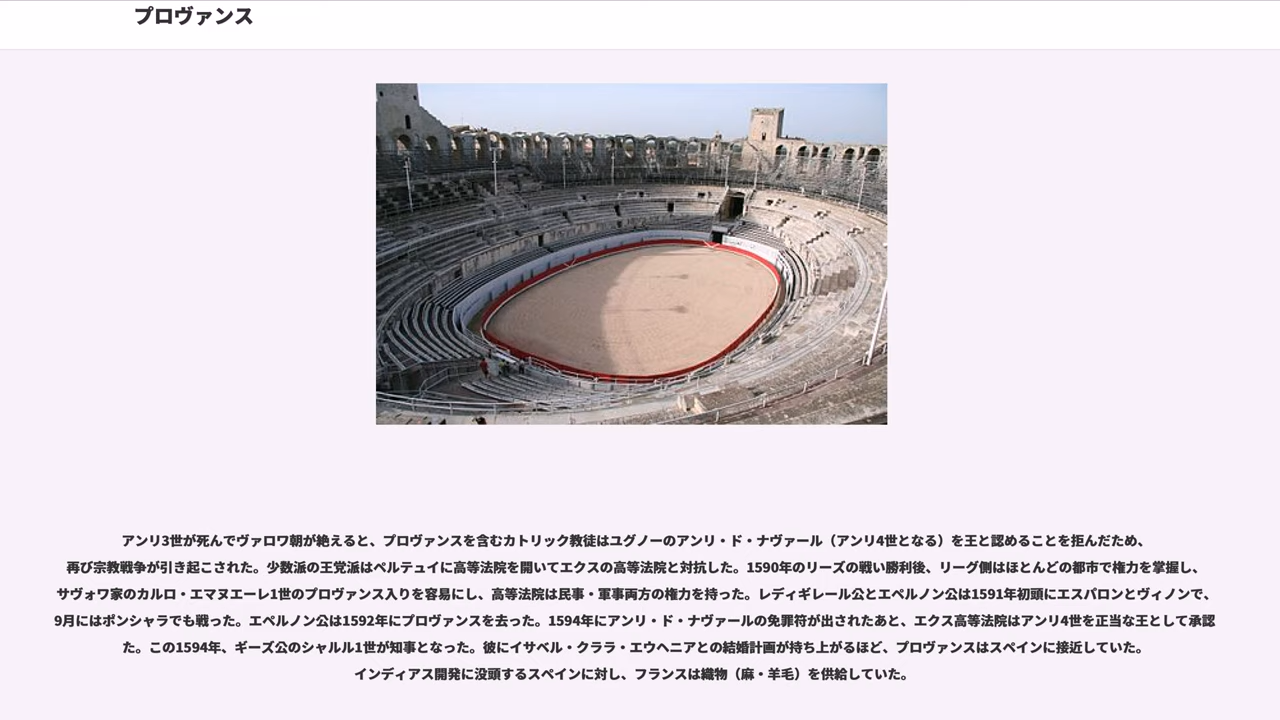 プロヴァンス
アンリ3世が死んでヴァロワ朝が絶えると、プロヴァンスを含むカトリック教徒はユグノーのアンリ・ド・ナヴァール（アンリ4世となる）を王と認めることを拒んだため、
再び宗教戦争が引き起こされた。少数派の王党派はペルテュイに高等法院を開いてエクスの高等法院と対抗した。1590年のリーズの戦い勝利後、リーグ側はほとんどの都市で権力を掌握し、
サヴォワ家のカルロ・エマヌエーレ1世のプロヴァンス入りを容易にし、高等法院は民事・軍事両方の権力を持った。レディギレール公とエペルノン公は1591年初頭にエスパロンとヴィノンで、
9月にはポンシャラでも戦った。エペルノン公は1592年にプロヴァンスを去った。1594年にアンリ・ド・ナヴァールの免罪符が出されたあと、エクス高等法院はアンリ4世を正当な王として承認
た。この1594年、ギーズ公のシャルル1世が知事となった。彼にイサベル・クララ・エウヘニアとの結婚計画が持ち上がるほど、プロヴァンスはスペインに接近していた。
インディアス開発に没頭するスペインに対し、フランスは織物（麻・羊毛）を供給していた。